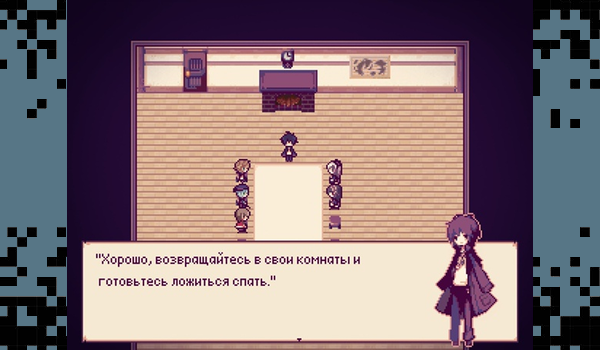 "Хорошо, возвращайтесь в свои комнаты и
готовьтесь ложиться спать."